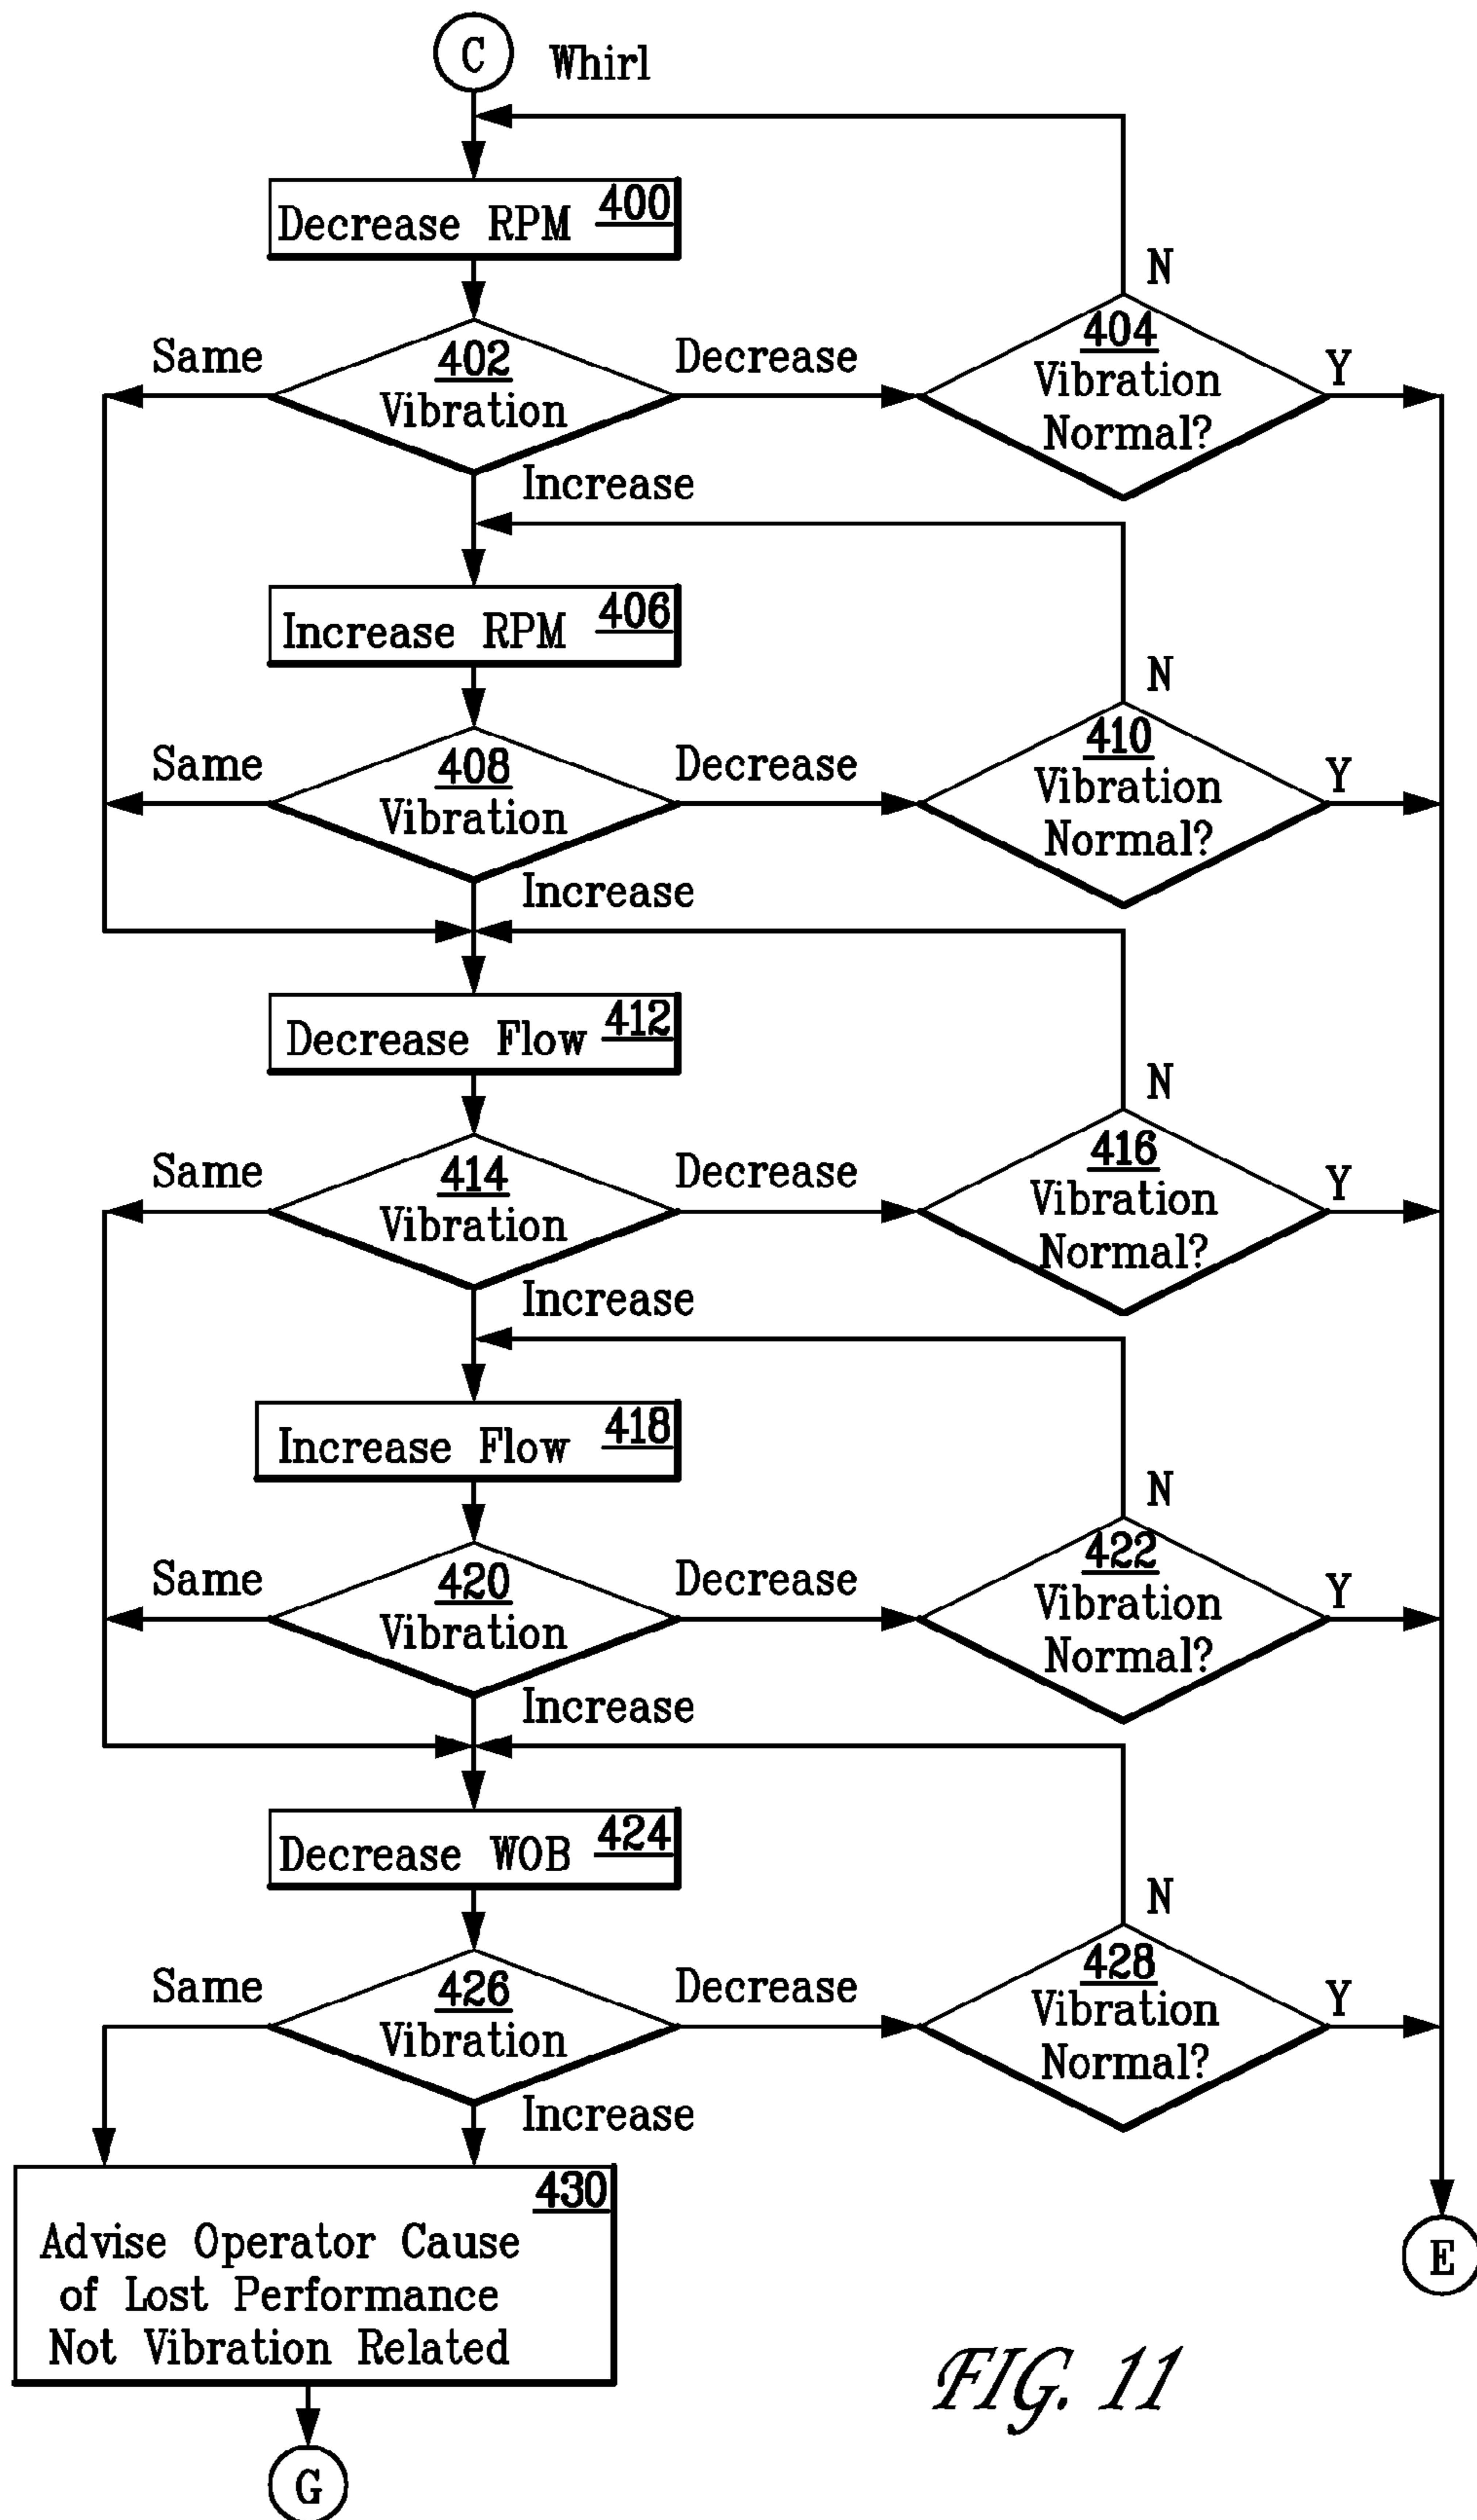 C Whirl
Decrease RPM 400
N
Same
402
Vibration
Decrease
404
Vibration
Normal?
Y
Increase
Increase RPM 406
N
Same
408
Vibration
Decrease
410
Vibration
Normal?
Y
Increase
Decrease Flow 412
N
Same
414
Vibration
Decrease
416
Vibration
Normal?
Y
Increase
Increase Flow 418
N
Same
420
Vibration
Decrease
422
Vibration
Normal?
Y
Increase
Decrease WOB 424
N
Same
426
Vibration
Decrease
428
Vibration
Normal?
Y
Increase
430
Advise Operator Cause
of Lost Performance
Not Vibration Related
E
G
FIG. 11